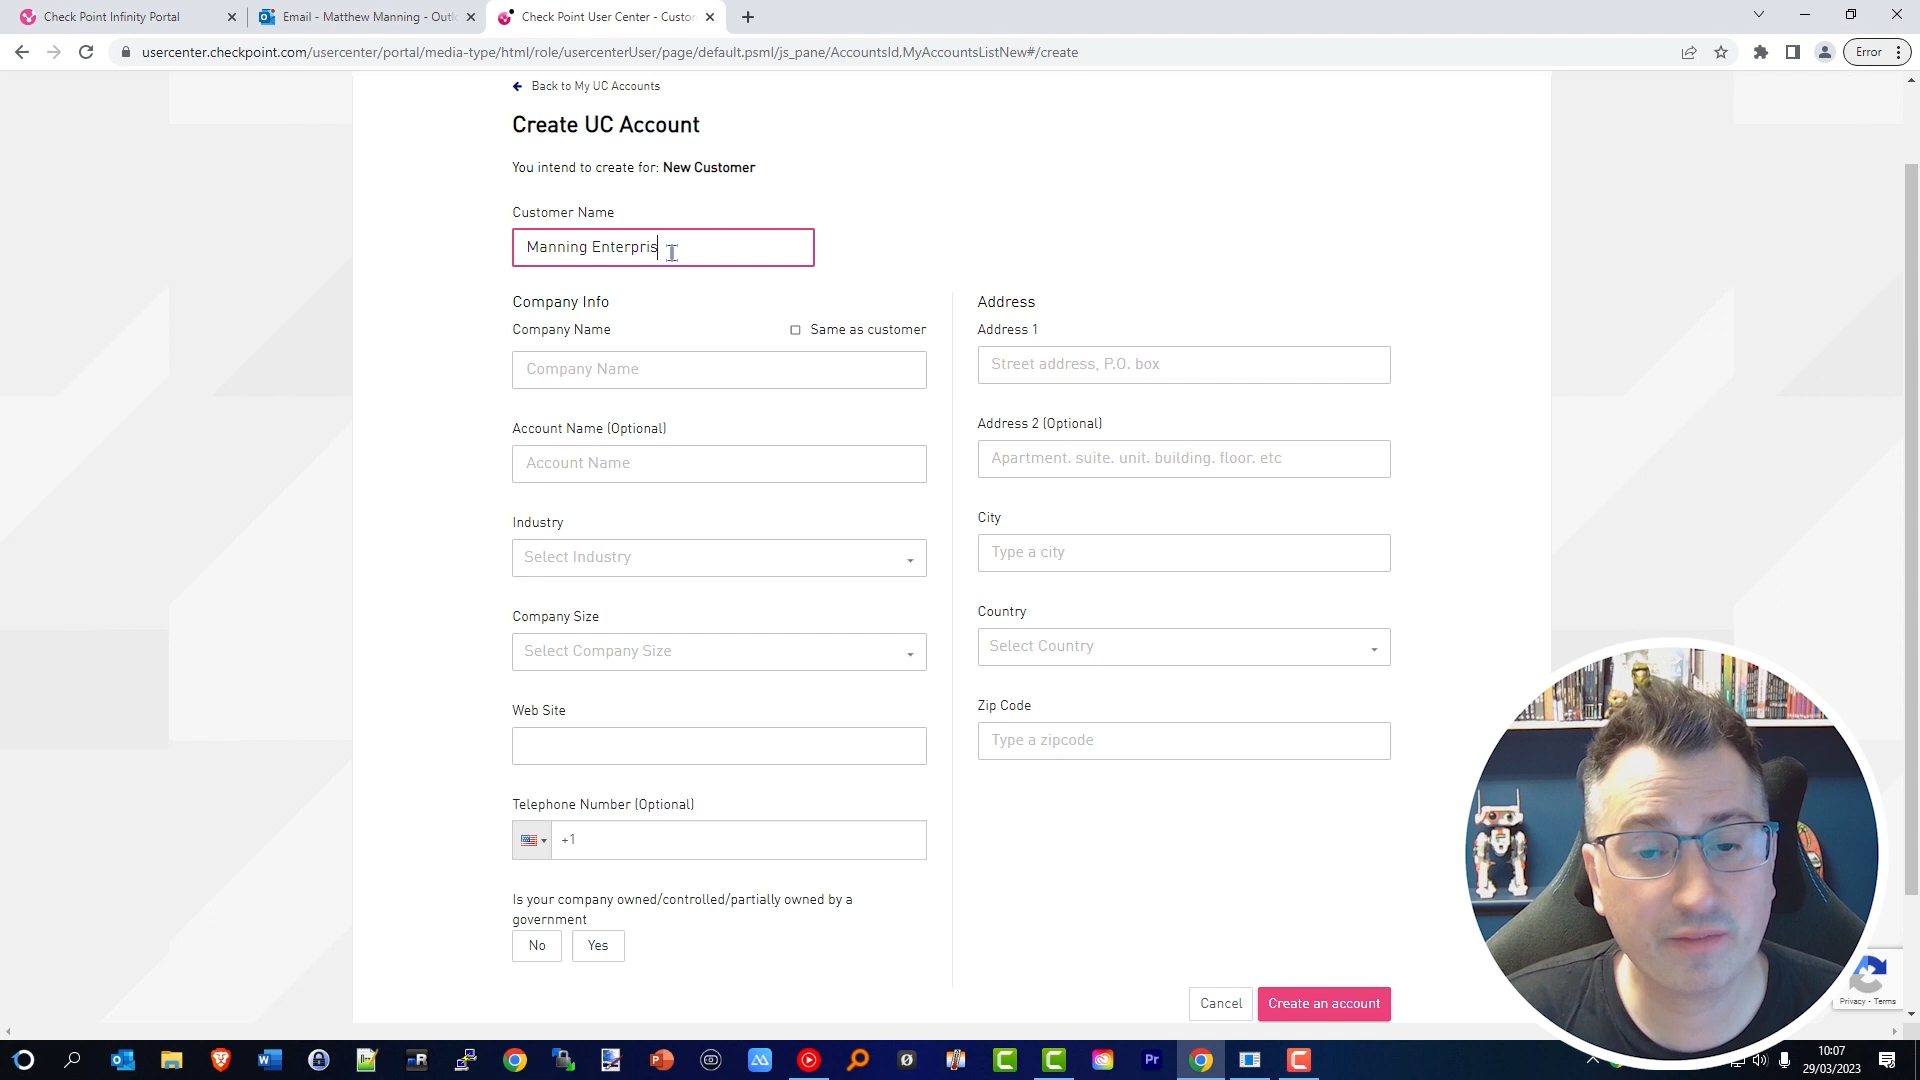 Check Point Infinity Portal
Email - Matthew Manning - Outl
Check Point User Center - Custo
usercenter.checkpoint.com/usercenter/portal/media-type/html/role/usercenterUser/page/default.psml/js_pane/AccountsId,MyAccountsListNew#/create
Error
Back to My UC Accounts
Create UC Account
You intend to create for: New Customer
Customer Name
Manning Enterpris
Company Info
Company Name
Same as customer
Company Name
Account Name (Optional)
Account Name
Industry
Select Industry
Company Size
Select Company Size
Web Site
Telephone Number (Optional)
+1
Is your company owned/controlled/partially owned by a
government
No
Yes
Address
Address 1
Street address, P.O. box
Address 2 (Optional)
Apartment. suite. unit. building. floor. etc
City
Type a city
Country
Select Country
Zip Code
Type a zipcode
Cancel
Create an account
Privacy - Terms
10:07
29/03/2023